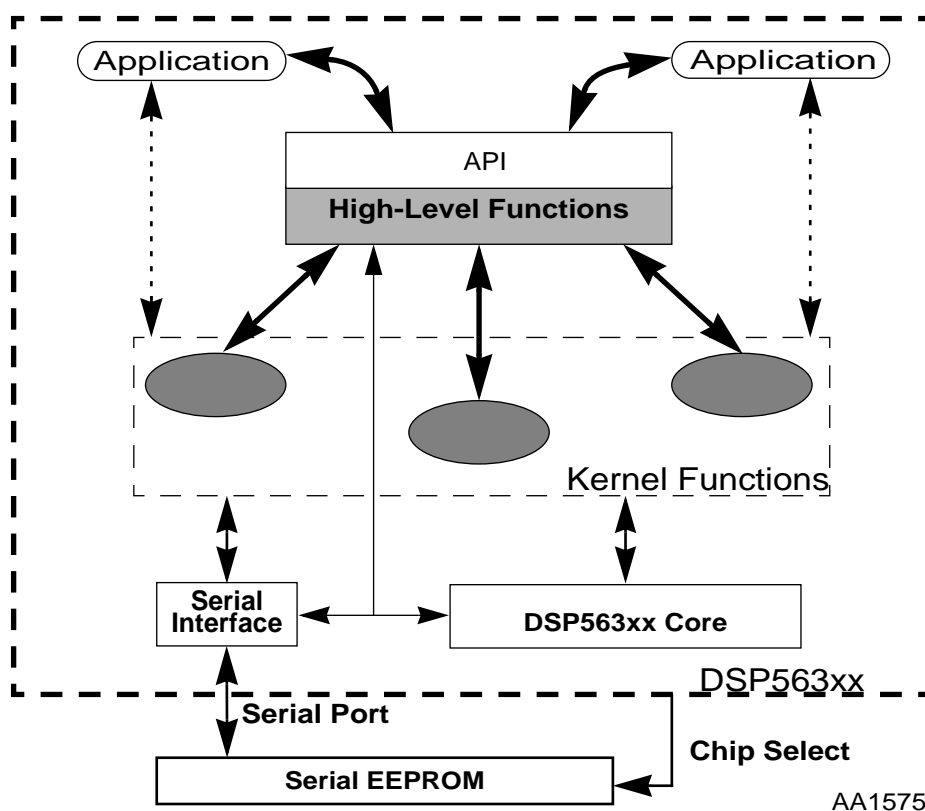 Application
Application
API
High-Level Functions
Kernel Functions
Serial
Interface
DSP563xx Core
DSP563xx
Serial Port
Chip Select
Serial EEPROM
AA1575